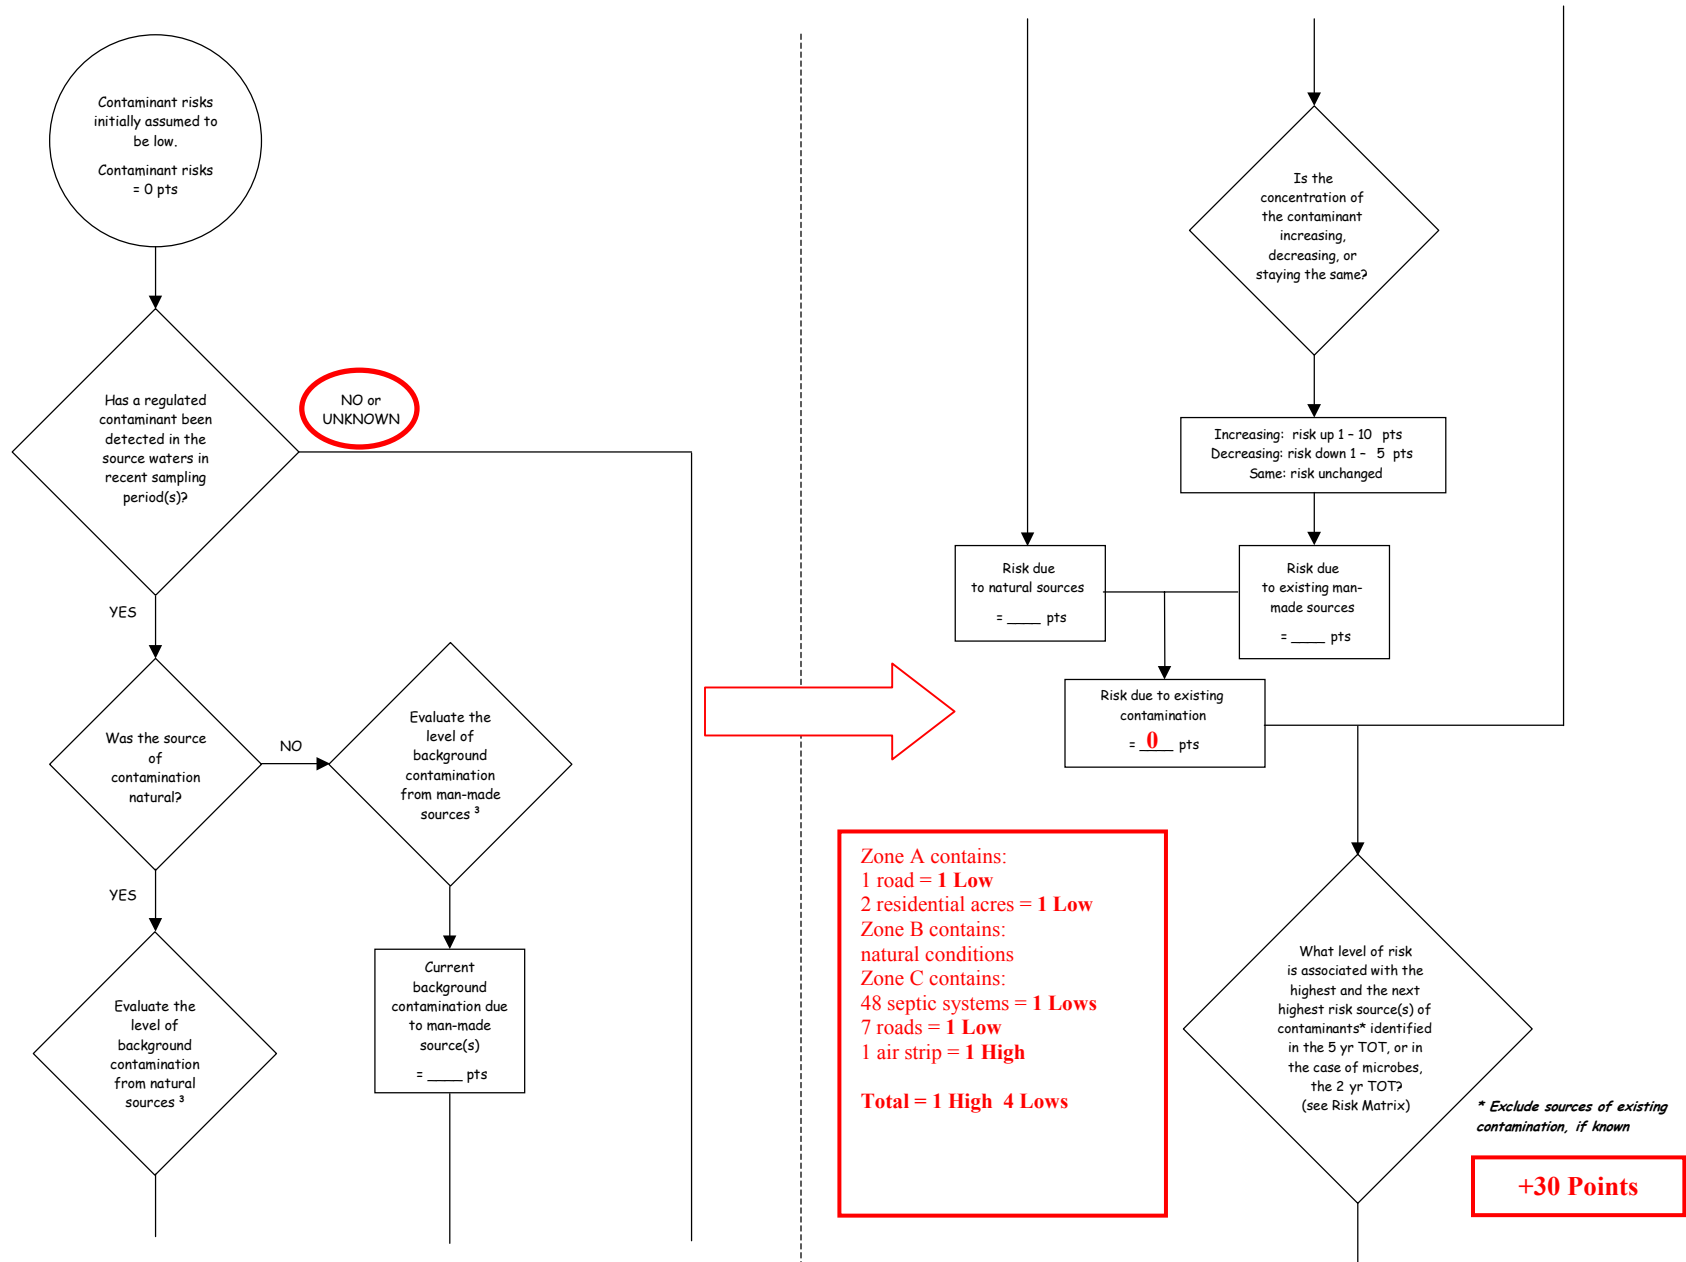 Contaminant risks
initially assumed to
be low.
Contaminant risks
= 0 pts
Has a regulated
contaminant been
detected in the
source waters in
recent sampling
period(s)?
NO or
UNKNOWN
YES
Was the source
of
contamination
natural?
NO
Evaluate the
level of
background
contamination
from man-made
sources ³
YES
Evaluate the
level of
background
contamination
from natural
sources ³
Current
background
contamination due
to man-made
source(s)
= ____ pts
Is the
concentration of
the contaminant
increasing,
decreasing, or
staying the same?
Increasing: risk up 1 – 10 pts
Decreasing: risk down 1 – 5 pts
Same: risk unchanged
Risk due
to natural sources
= ____ pts
Risk due
to existing man-
made sources
= ____ pts
Risk due to existing
contamination
= 0 pts
Zone A contains:
1 road = 1 Low
2 residential acres = 1 Low
Zone B contains:
natural conditions
Zone C contains:
48 septic systems = 1 Lows
7 roads = 1 Low
1 air strip = 1 High
Total = 1 High 4 Lows
What level of risk
is associated with the
highest and the next
highest risk source(s) of
contaminants* identified
in the 5 yr TOT, or in
the case of microbes,
the 2 yr TOT?
(see Risk Matrix)
* Exclude sources of existing
contamination, if known
+30 Points